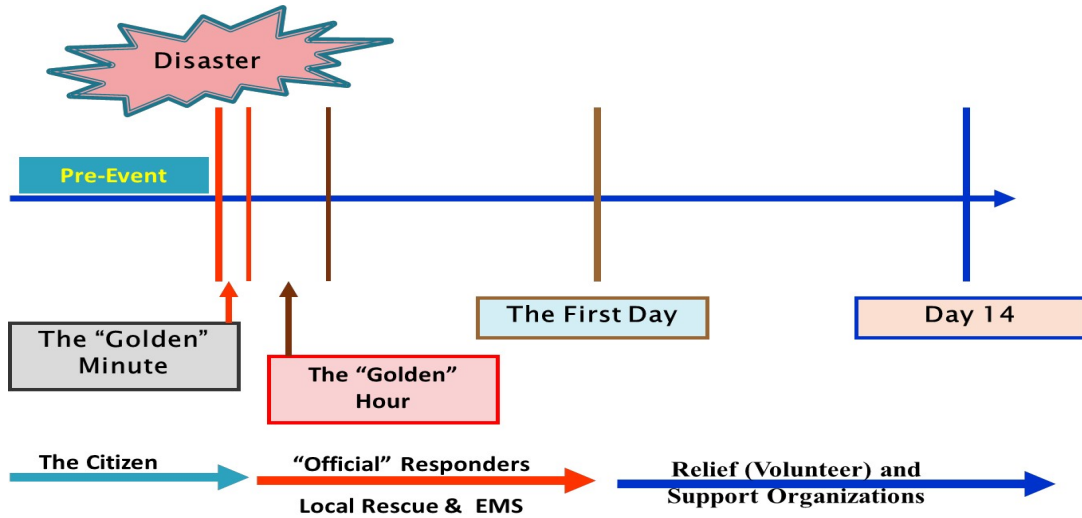 Disaster
Pre-Event
The “Golden”
Minute
The “Golden”
Hour
The First Day
Day 14
The Citizen
“Official” Responders
Local Rescue & EMS
Relief (Volunteer) and
Support Organizations